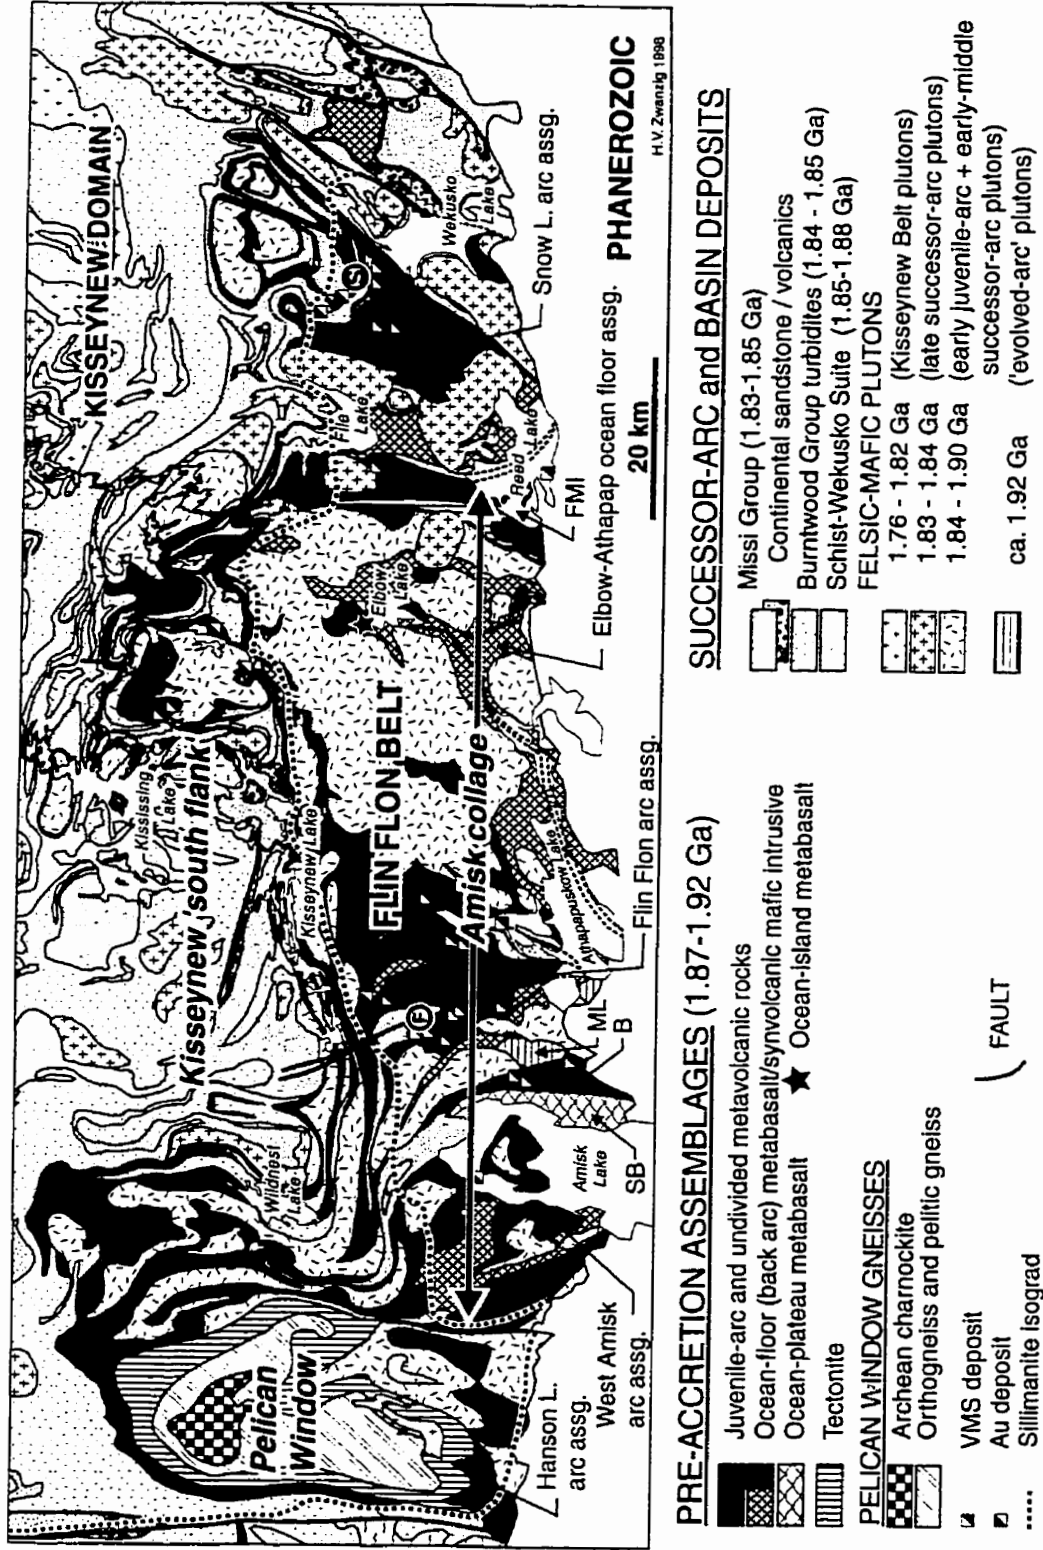 KISSEYNEW DOMAIN
Kisseynew south flank
Kississing
Lake
Kisseynew Lake
Wildnest
Lake
Pelican
Window
FLIN FLON BELT
Amisk collage
Elbow
Lake
File
Lake
Reed
Lake
Wekusko
Lake
S
F
Athapapuskow Lake
Amisk
Lake
PHANEROZOIC
H.V. Zwanzig 1998
20 km
Hanson L.
arc assg.
West Amisk
arc assg.
SB
B
ML
Flin Flon arc assg.
Elbow-Athapap ocean floor assg.
FMI
Snow L. arc assg.
PRE-ACCRETION ASSEMBLAGES (1.87-1.92 Ga)
Juvenile-arc and undivided metavolcanic rocks
Ocean-floor (back arc) metabasalt/synvolcanic mafic intrusive
Ocean-plateau metabasalt
Ocean-Island metabasalt
Tectonite
PELICAN WINDOW GNEISSES
Archean charnockite
Orthogneiss and pelitic gneiss
VMS deposit
Au deposit
Sillimanite isograd
FAULT
SUCCESSOR-ARC and BASIN DEPOSITS
Missi Group (1.83-1.85 Ga)
Continental sandstone / volcanics
Burntwood Group turbidites (1.84 - 1.85 Ga)
Schist-Wekusko Suite (1.85-1.88 Ga)
FELSIC-MAFIC PLUTONS
1.76 - 1.82 Ga (Kisseynew Belt plutons)
1.83 - 1.84 Ga (late successor-arc plutons)
1.84 - 1.90 Ga (early juvenile-arc + early-middle
successor-arc plutons)
ca. 1.92 Ga ('evolved-arc' plutons)